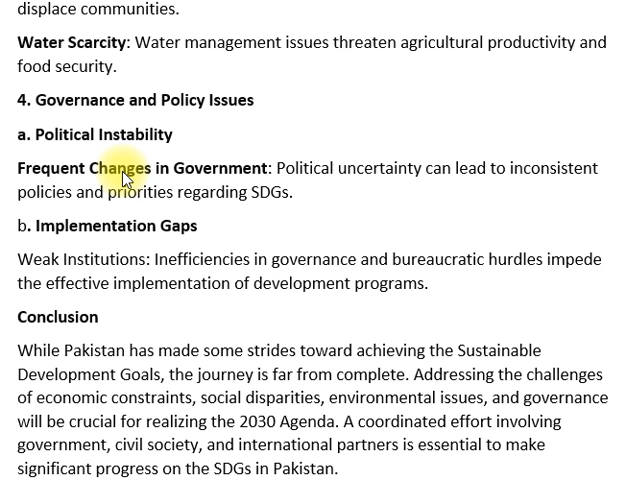 displace communities.
Water Scarcity: Water management issues threaten agricultural productivity and
food security.
4. Governance and Policy Issues
a. Political Instability
Frequent Changes in Government: Political uncertainty can lead to inconsistent
policies and priorities regarding SDGs.
b. Implementation Gaps
Weak Institutions: Inefficiencies in governance and bureaucratic hurdles impede
the effective implementation of development programs.
Conclusion
While Pakistan has made some strides toward achieving the Sustainable
Development Goals, the journey is far from complete. Addressing the challenges
of economic constraints, social disparities, environmental issues, and governance
will be crucial for realizing the 2030 Agenda. A coordinated effort involving
government, civil society, and international partners is essential to make
significant progress on the SDGs in Pakistan.